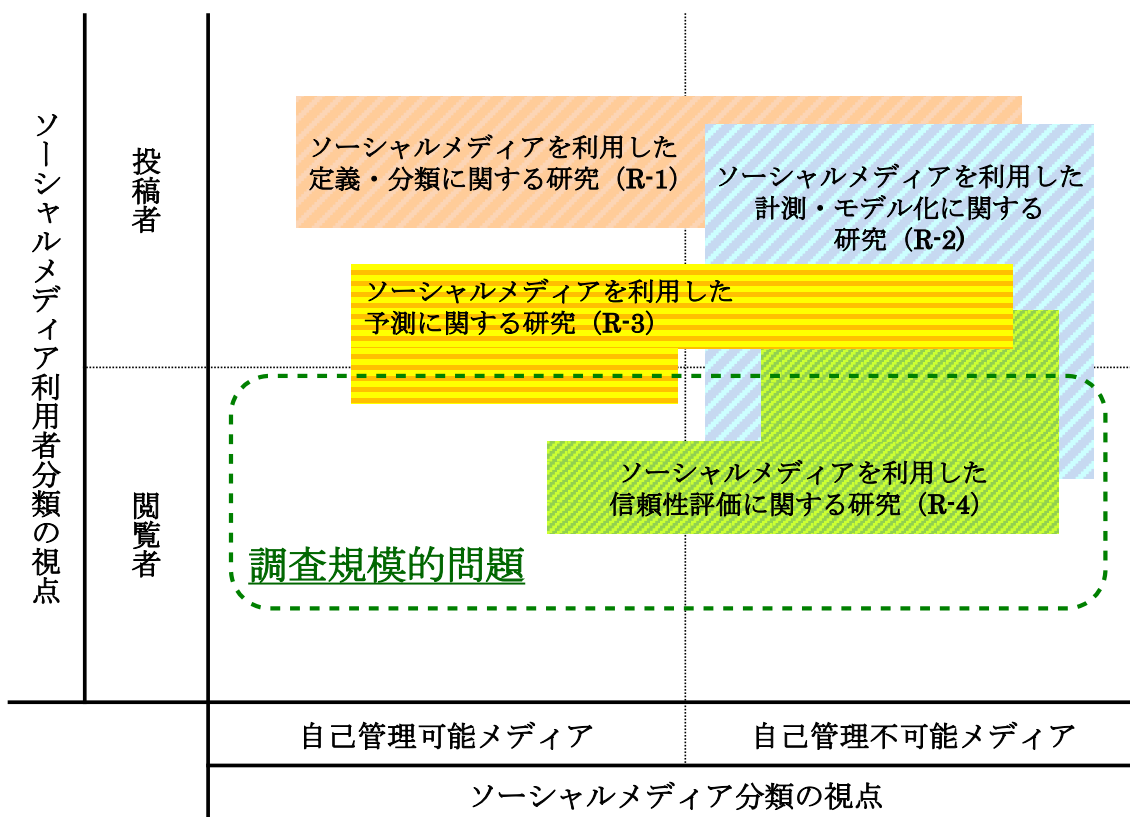 ソーシャルメディア利用者分類の視点
投稿者
閲覧者
ソーシャルメディアを利用した
定義・分類に関する研究（R-1）
ソーシャルメディアを利用した
計測・モデル化に関する
研究（R-2）
ソーシャルメディアを利用した
予測に関する研究（R-3）
ソーシャルメディアを利用した
信頼性評価に関する研究（R-4）
調査規模的問題
自己管理可能メディア
自己管理不可能メディア
ソーシャルメディア分類の視点